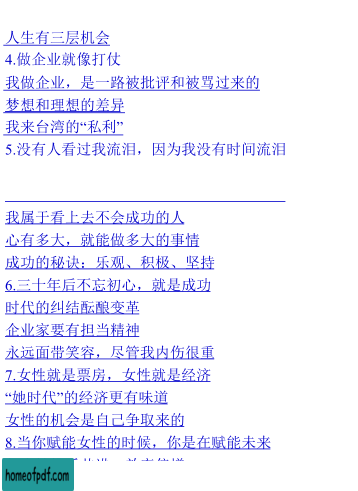 人生有三层机会
4.做企业就像打仗
我做企业，是一路被批评和被骂过来的
梦想和理想的差异
我来台湾的“私利”
5.没有人看过我流泪，因为我没有时间流泪
我属于看上去不会成功的人
心有多大，就能做多大的事情
成功的秘诀：乐观、积极、坚持
6.三十年后不忘初心，就是成功
时代的纠结酝酿变革
企业家要有担当精神
永远面带笑容，尽管我内伤很重
7.女性就是票房，女性就是经济
“她时代”的经济更有味道
女性的机会是自己争取来的
8.当你赋能女性的时候，你是在赋能未来
homeofpdf.com